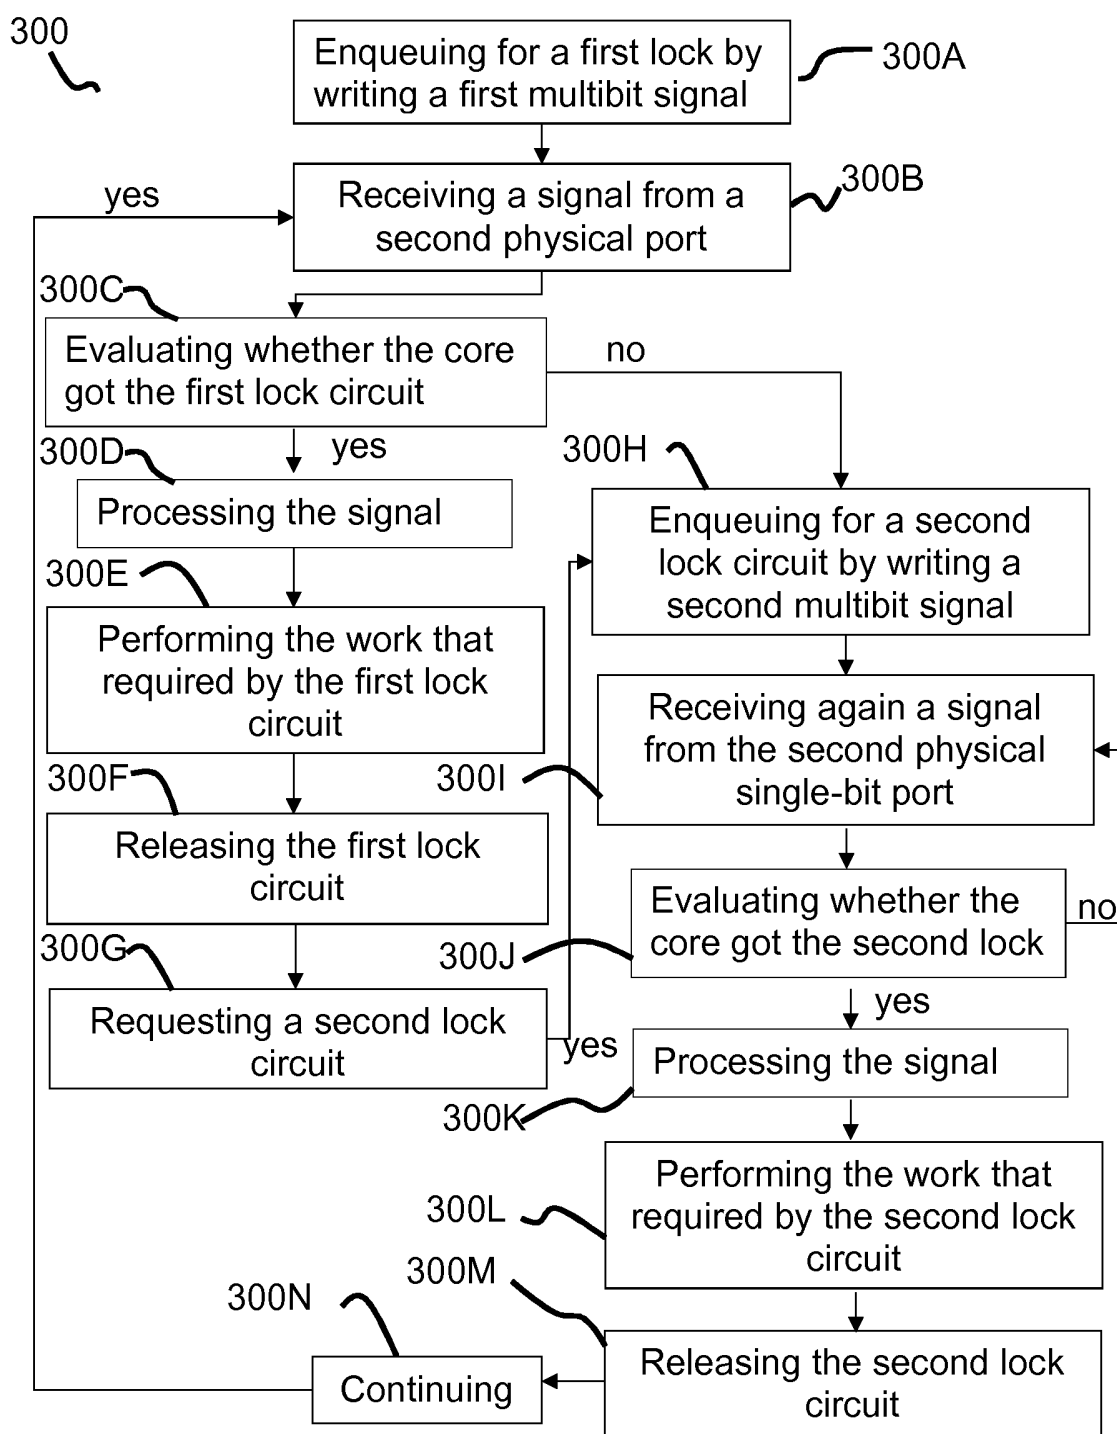 300
Enqueuing for a first lock by
writing a first multibit signal
300A
yes
Receiving a signal from a
second physical port
300B
300C
Evaluating whether the core
got the first lock circuit
no
300D
yes
300H
Processing the signal
Enqueuing for a second
lock circuit by writing a
second multibit signal
300E
Performing the work that
required by the first lock
circuit
Receiving again a signal
from the second physical
single-bit port
300F
300I
Releasing the first lock
circuit
Evaluating whether the
core got the second lock
no
300G
300J
Requesting a second lock
circuit
yes
yes
Processing the signal
300K
Performing the work that
required by the second lock
circuit
300L
300M
300N
Continuing
Releasing the second lock
circuit